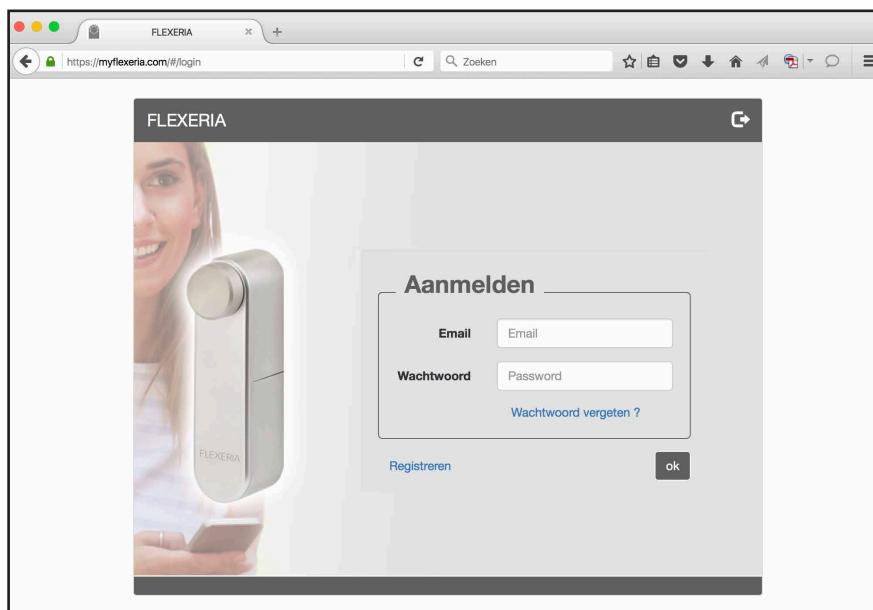 FLEXERIA
https://myflexeria.com/#/login
Zoeken
FLEXERIA
Aanmelden
Email Email
Wachtwoord Password
Wachtwoord vergeten ?
FLEXERIA
Registreren ok